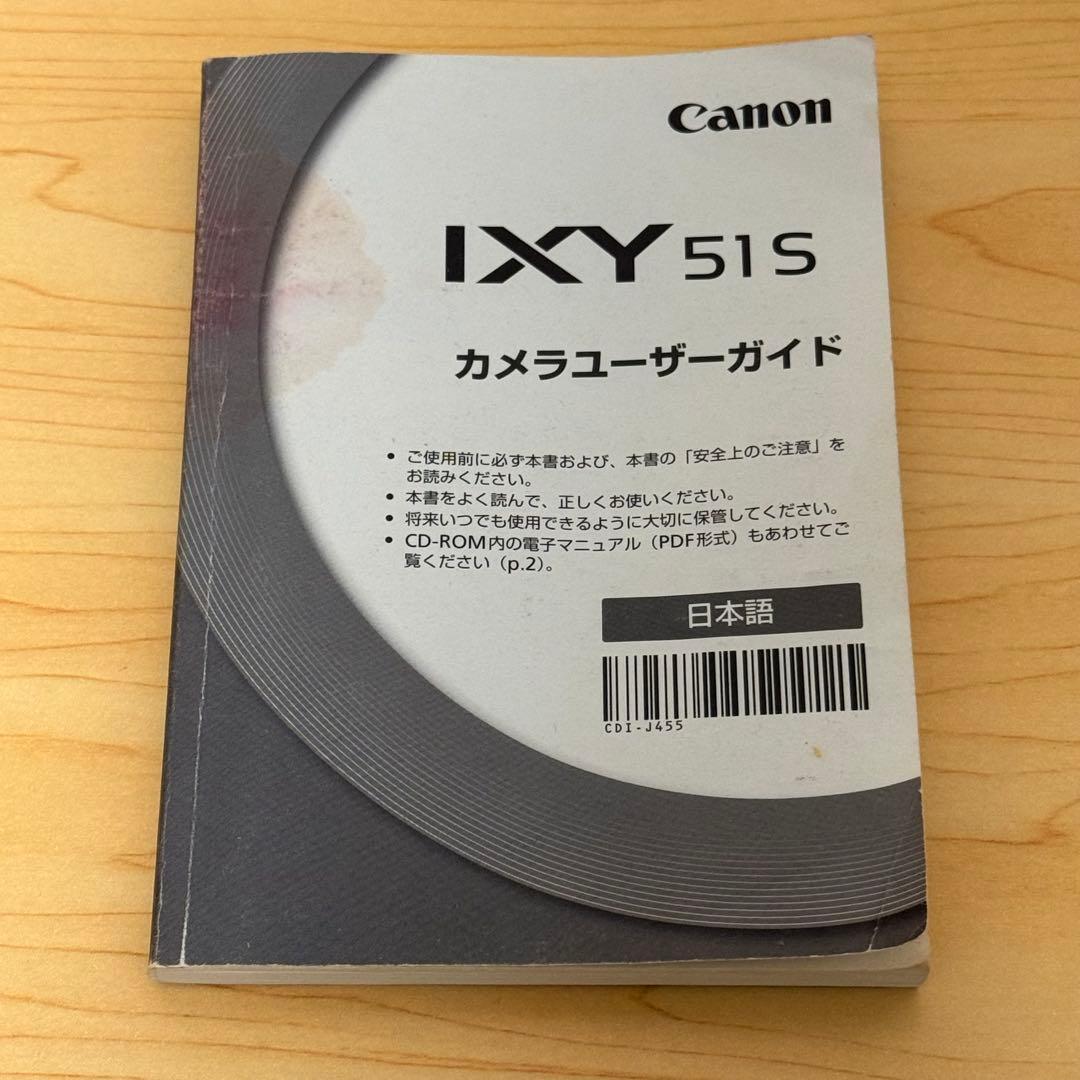 Canon
IXY 51S
カメラユーザーガイド
• ご使用前に必ず本書および、本書の「安全上のご注意」を
お読みください。
• 本書をよく読んで、正しくお使いください。
• 将来いつでも使用できるように大切に保管してください。
• CD-ROM内の電子マニュアル（PDF形式）もあわせてご
覧ください（p.2）。
日本語
CDI-J455